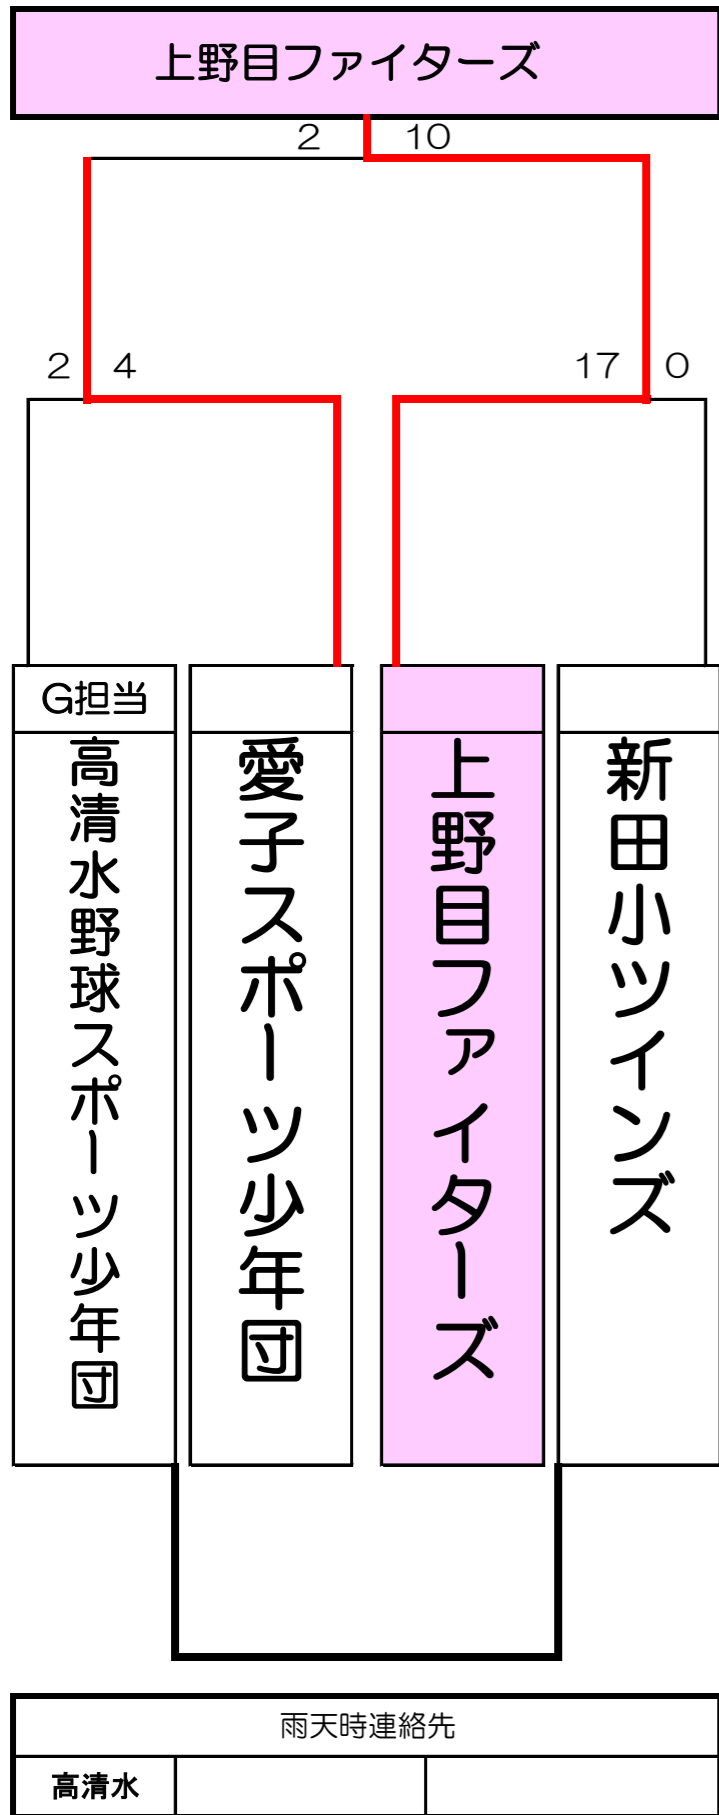 上野目ファイターズ
2 10
2 4 17 0
G担当
高清水野球スポーツ少年団
愛子スポーツ少年団
上野目ファイターズ
新田小ツインズ
雨天時連絡先
高清水